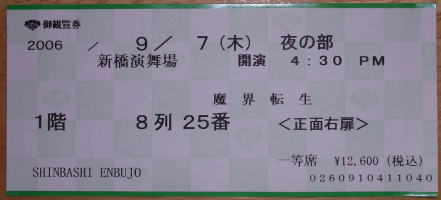 御観覧券
2006 / 9 / 7 (木) 夜の部
新橋演舞場 開演 4:30 PM
魔界転生
1階 8列 25番 <正面右扉>
一等席 ¥12,600 (税込)
SHINBASHI ENBUJO 0260910411040